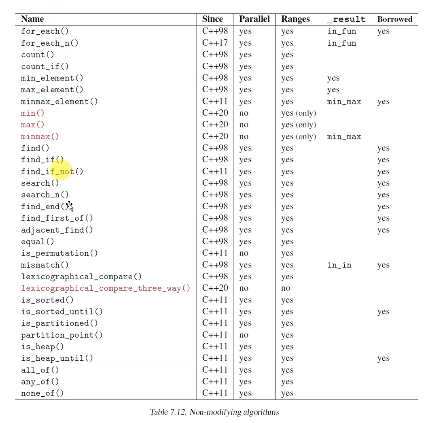 Name Since Parallel Ranges _result Borrowed
for_each() C++98 yes yes in_fun yes
for_each_n() C++17 yes yes in_fun
count() C++98 yes yes
count_if() C++98 yes yes
min_element() C++98 yes yes yes
max_element() C++98 yes yes yes
minmax_element() C++11 yes yes min_max yes
min() C++20 no yes (only)
max() C++20 no yes (only)
minmax() C++20 no yes (only) min_max
find() C++98 yes yes yes
find_if() C++98 yes yes yes
find_if_not() C++11 yes yes yes
search() C++98 yes yes yes
search_n() C++98 yes yes yes
find_end() C++98 yes yes yes
find_first_of() C++98 yes yes yes
adjacent_find() C++98 yes yes yes
equal() C++98 yes yes
is_permutation() C++11 no yes
mismatch() C++98 yes yes in_in yes
lexicographical_compare() C++98 yes yes
lexicographical_compare_three_way() C++20 no no
is_sorted() C++11 yes yes
is_sorted_until() C++11 yes yes yes
is_partitioned() C++11 yes yes
partition_point() C++11 no yes
is_heap() C++11 yes yes
is_heap_until() C++11 yes yes yes
all_of() C++11 yes yes
any_of() C++11 yes yes
none_of() C++11 yes yes
Table 7.12. Non-modifying algorithms